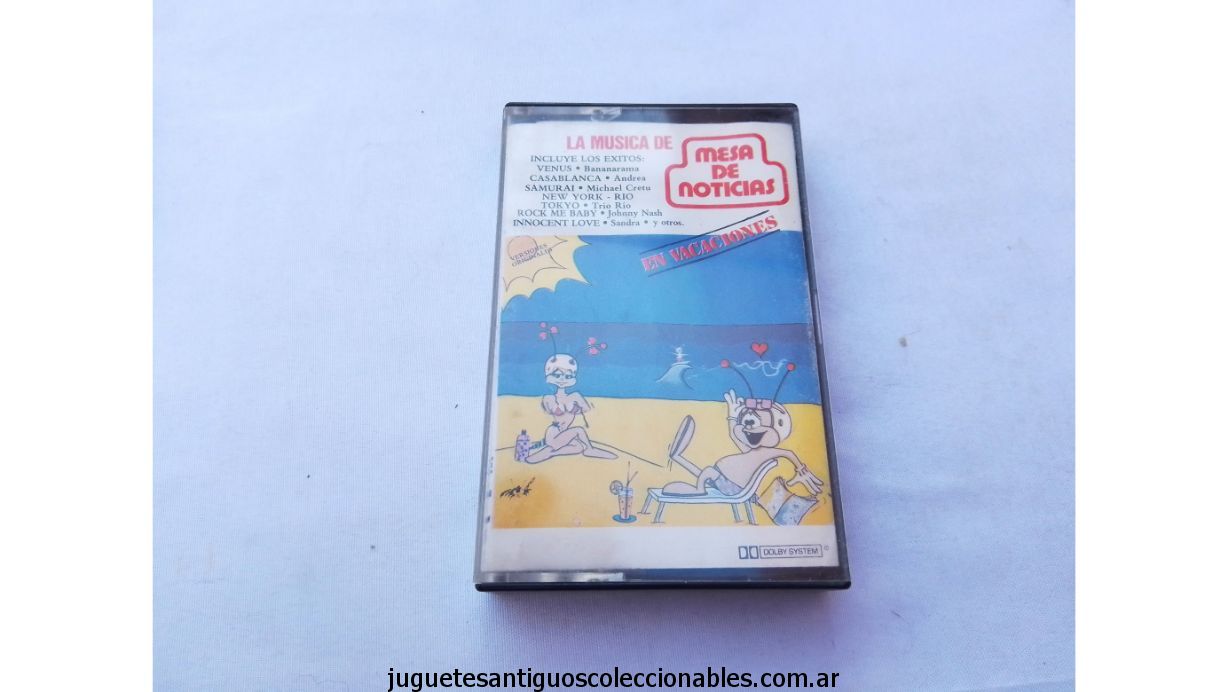 LA MUSICA DE
MESA
DE
NOTICIAS
INCLUYE LOS EXITOS:
VENUS • Bananarama
CASABLANCA • Andrea
SAMURAI • Michael Cretu
NEW YORK - RIO
TOKYO • Trio Rio
ROCK ME BABY • Johnny Nash
INNOCENT LOVE • Sandra • y otros.
EN VACACIONES
VERSIONES
ORIGINALES
DOLBY SYSTEM
juguetesantiguoscoleccionables.com.ar